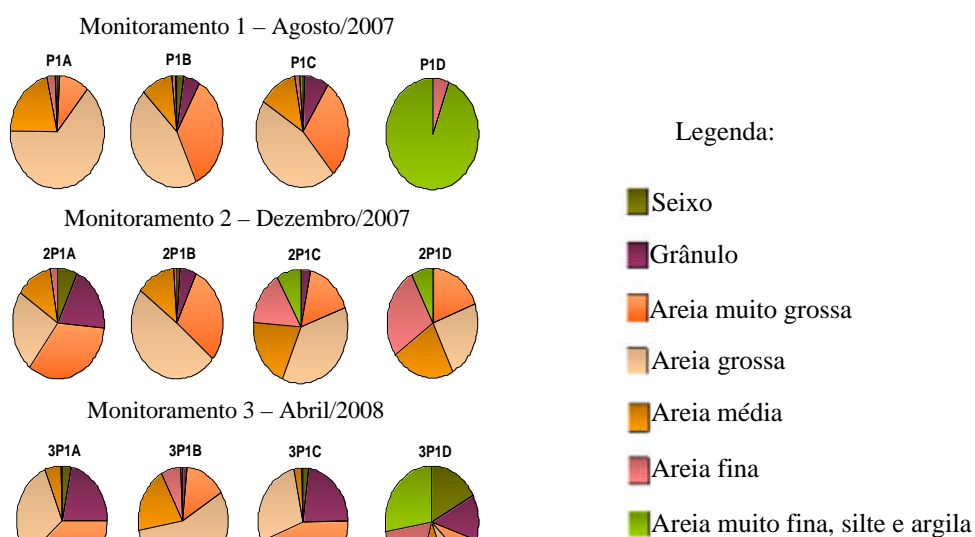 Monitoramento 1 – Agosto/2007
P1A P1B P1C P1D
Monitoramento 2 – Dezembro/2007
2P1A 2P1B 2P1C 2P1D
Monitoramento 3 – Abril/2008
3P1A 3P1B 3P1C 3P1D
Legenda:
Seixo
Grânulo
Areia muito grossa
Areia grossa
Areia média
Areia fina
Areia muito fina, silte e argila